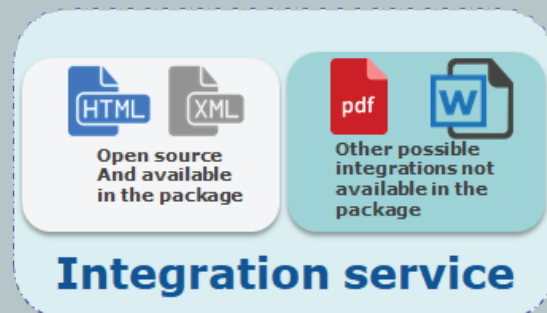 HTML
XML
Open source
And available
in the package
pdf
W
Other possible
integrations not
available in the
package
Integration service